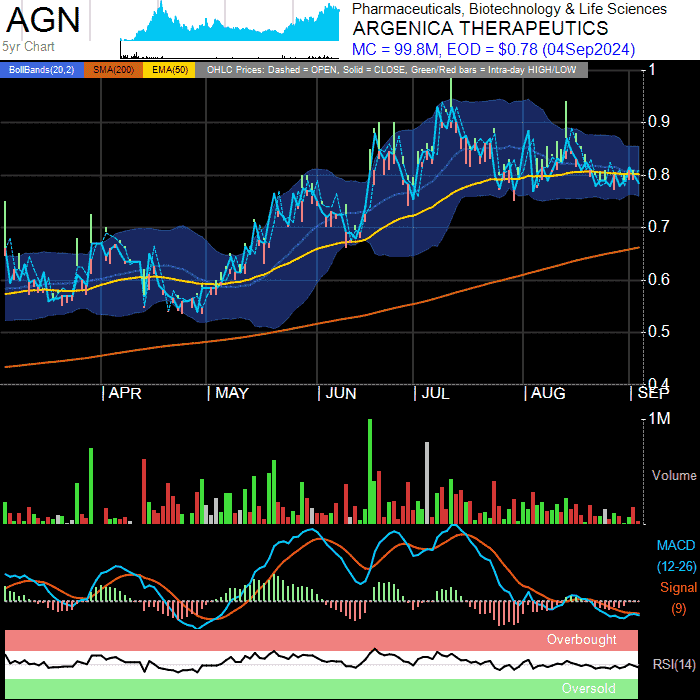 AGN
5yr Chart
Pharmaceuticals, Biotechnology & Life Sciences
ARGENICA THERAPEUTICS
MC = 99.8M, EOD = $0.78 (04Sep2024)
BollBands(20,2) SMA(200) EMA(50) OHLC Prices: Dashed = OPEN, Solid = CLOSE, Green/Red bars = Intra-day HIGH/LOW
1
0.9
0.8
0.7
0.6
0.5
0.4
APR MAY JUN JUL AUG SEP
1M
Volume
MACD
(12-26)
Signal
(9)
Overbought
RSI(14)
Oversold